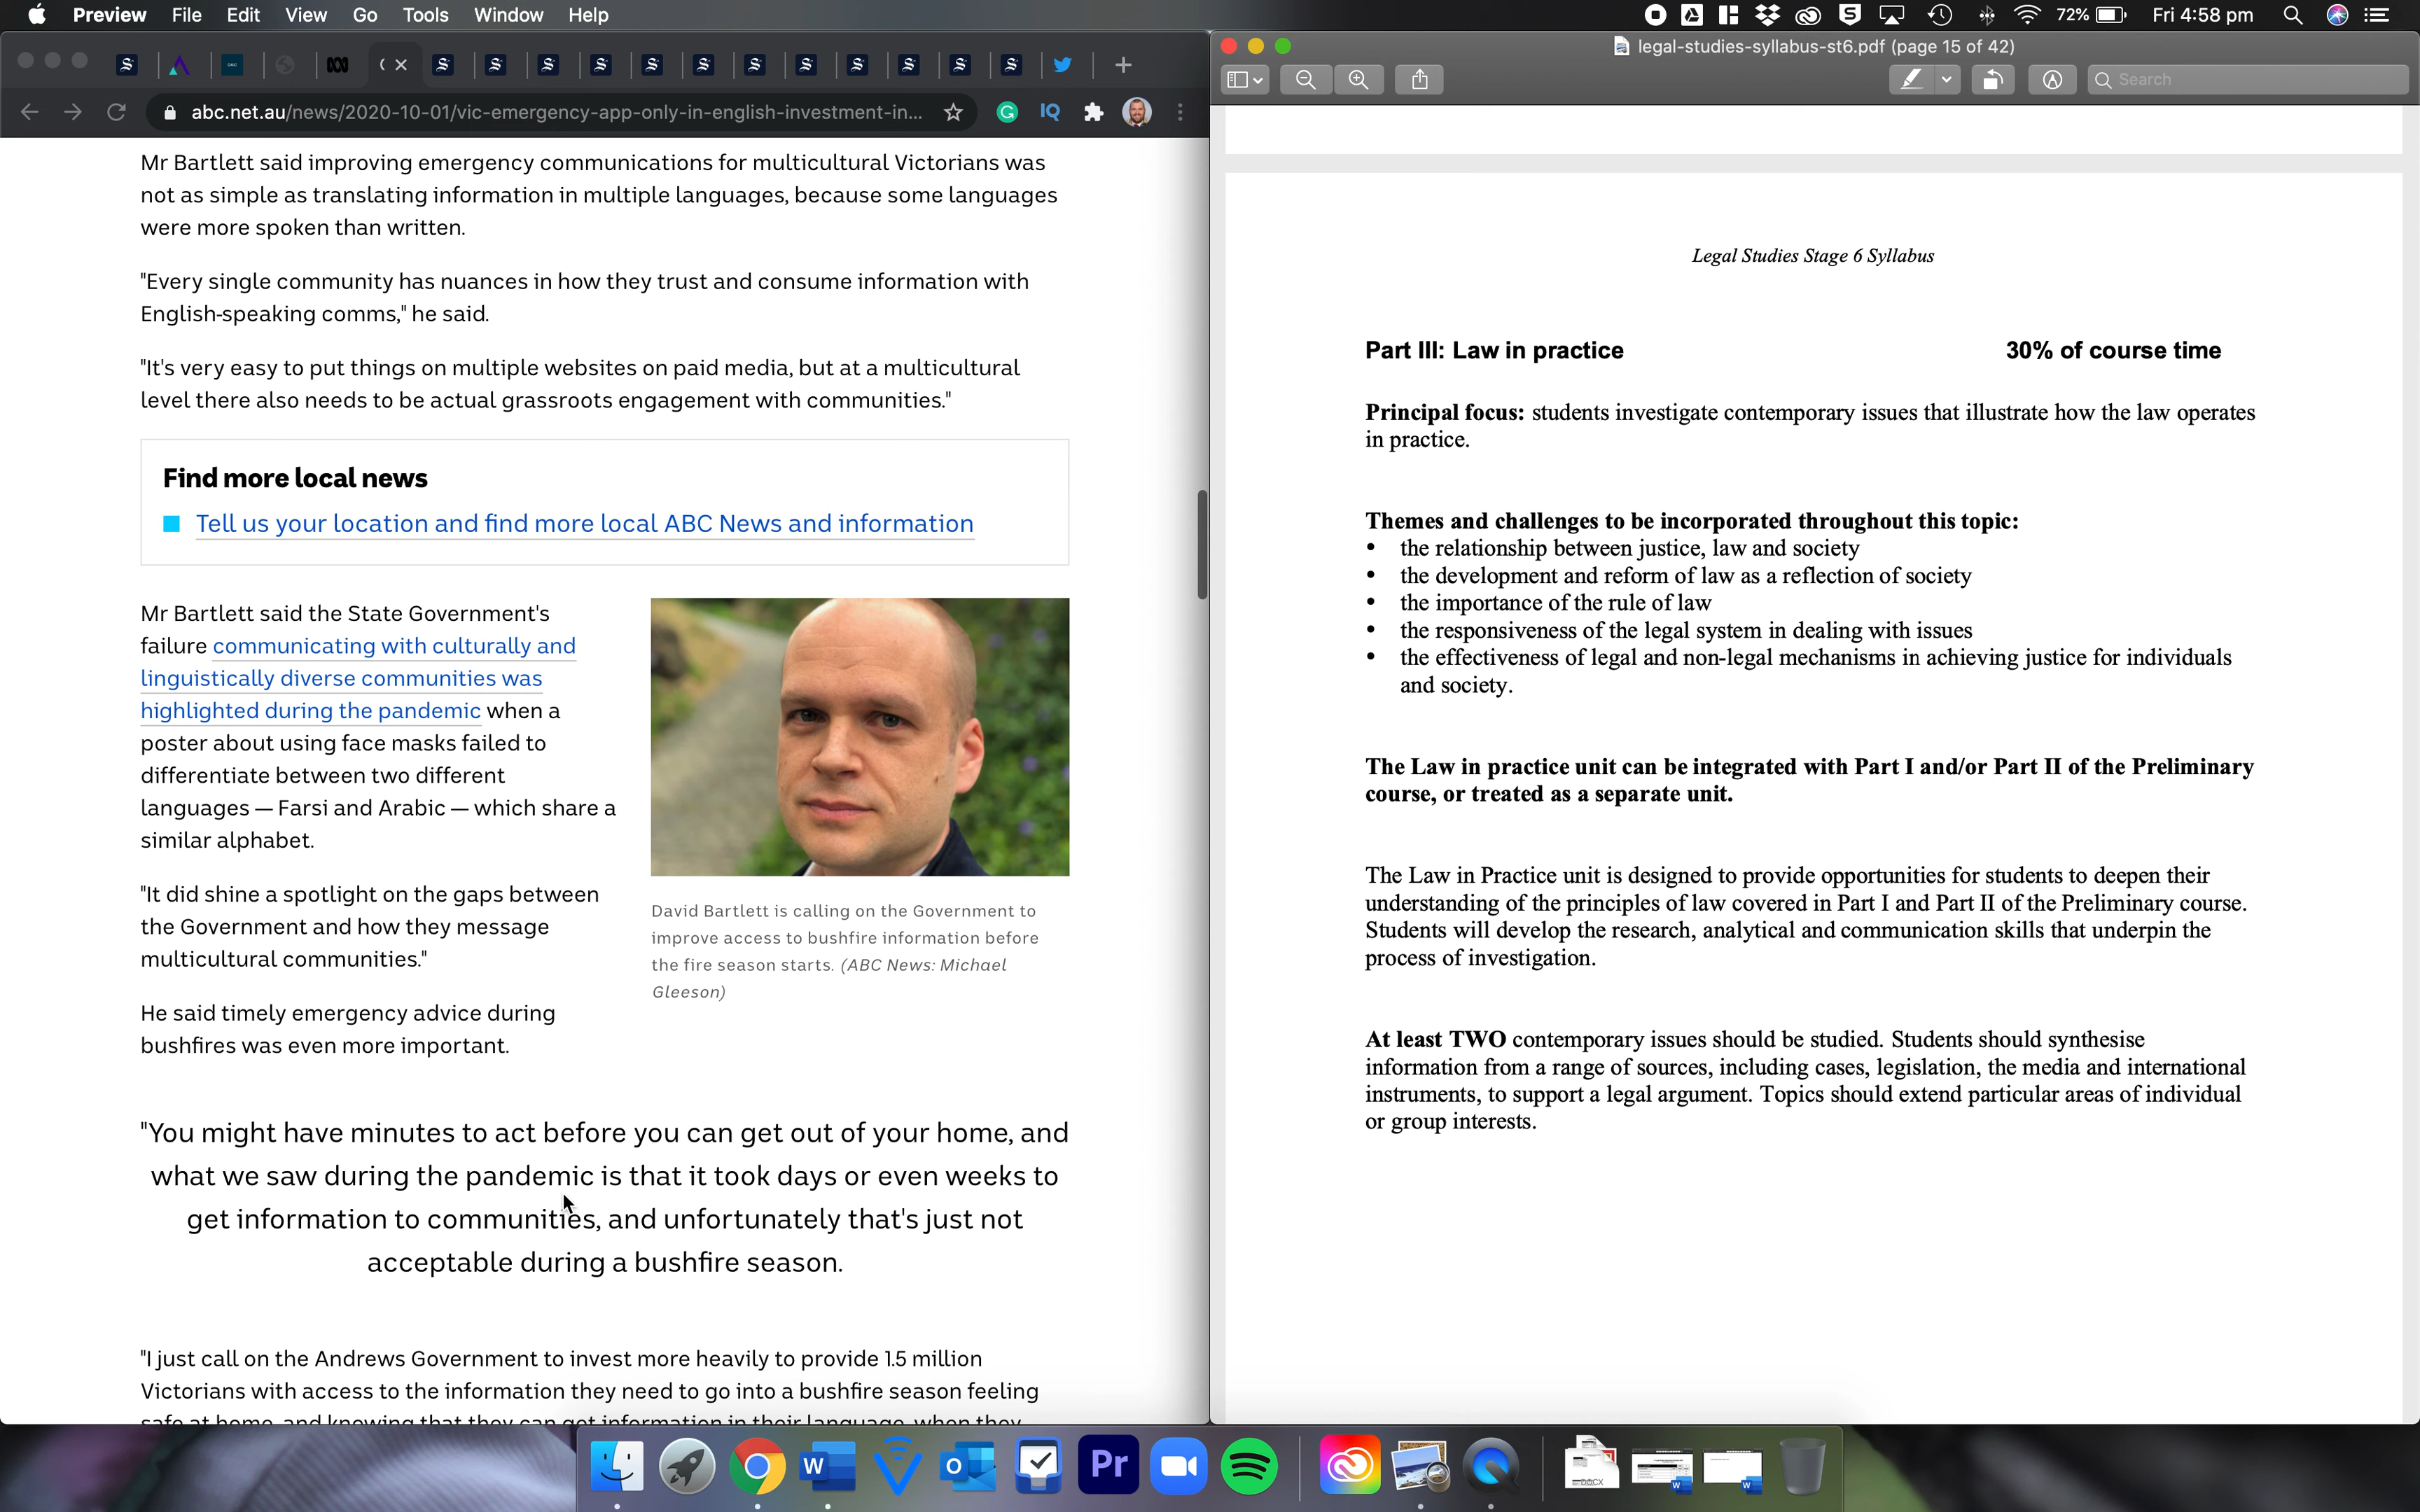 Preview File Edit View Go Tools Window Help
72% Fri 4:58 pm
abc.net.au/news/2020-10-01/vic-emergency-app-only-in-english-investment-in...
IQ
Mr Bartlett said improving emergency communications for multicultural Victorians was
not as simple as translating information in multiple languages, because some languages
were more spoken than written.
"Every single community has nuances in how they trust and consume information with
English-speaking comms," he said.
"It's very easy to put things on multiple websites on paid media, but at a multicultural
level there also needs to be actual grassroots engagement with communities."
Find more local news
Tell us your location and find more local ABC News and information
Mr Bartlett said the State Government's
failure communicating with culturally and
linguistically diverse communities was
highlighted during the pandemic when a
poster about using face masks failed to
differentiate between two different
languages — Farsi and Arabic — which share a
similar alphabet.
"It did shine a spotlight on the gaps between
the Government and how they message
multicultural communities."
He said timely emergency advice during
bushfires was even more important.
David Bartlett is calling on the Government to
improve access to bushfire information before
the fire season starts. (ABC News: Michael
Gleeson)
"You might have minutes to act before you can get out of your home, and
what we saw during the pandemic is that it took days or even weeks to
get information to communities, and unfortunately that's just not
acceptable during a bushfire season.
"I just call on the Andrews Government to invest more heavily to provide 1.5 million
Victorians with access to the information they need to go into a bushfire season feeling
safe at home, and knowing that they can get information in their language, when they
legal-studies-syllabus-st6.pdf (page 15 of 42)
Search
Legal Studies Stage 6 Syllabus
Part III: Law in practice 30% of course time
Principal focus: students investigate contemporary issues that illustrate how the law operates
in practice.
Themes and challenges to be incorporated throughout this topic:
• the relationship between justice, law and society
• the development and reform of law as a reflection of society
• the importance of the rule of law
• the responsiveness of the legal system in dealing with issues
• the effectiveness of legal and non-legal mechanisms in achieving justice for individuals
and society.
The Law in practice unit can be integrated with Part I and/or Part II of the Preliminary
course, or treated as a separate unit.
The Law in Practice unit is designed to provide opportunities for students to deepen their
understanding of the principles of law covered in Part I and Part II of the Preliminary course.
Students will develop the research, analytical and communication skills that underpin the
process of investigation.
At least TWO contemporary issues should be studied. Students should synthesise
information from a range of sources, including cases, legislation, the media and international
instruments, to support a legal argument. Topics should extend particular areas of individual
or group interests.
W
Pr
DOCX